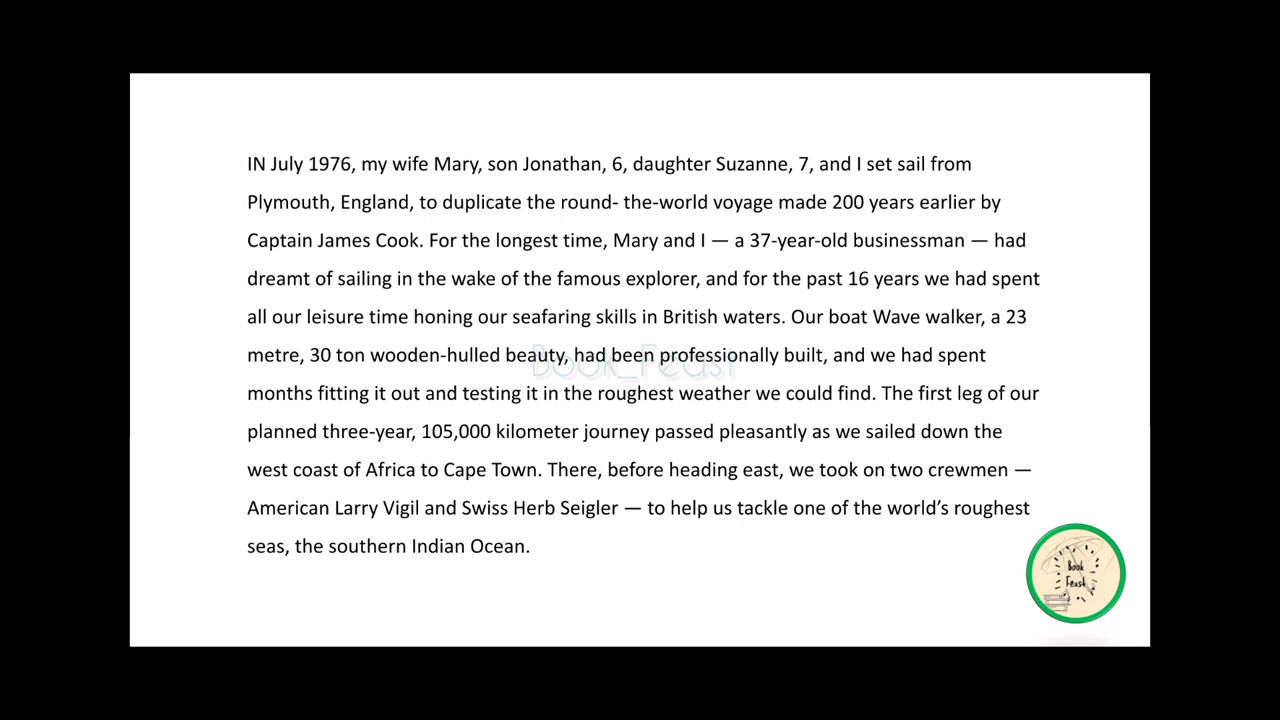 IN July 1976, my wife Mary, son Jonathan, 6, daughter Suzanne, 7, and I set sail from
Plymouth, England, to duplicate the round- the-world voyage made 200 years earlier by
Captain James Cook. For the longest time, Mary and I — a 37-year-old businessman — had
dreamt of sailing in the wake of the famous explorer, and for the past 16 years we had spent
all our leisure time honing our seafaring skills in British waters. Our boat Wave walker, a 23
metre, 30 ton wooden-hulled beauty, had been professionally built, and we had spent
Book_Feast
months fitting it out and testing it in the roughest weather we could find. The first leg of our
planned three-year, 105,000 kilometer journey passed pleasantly as we sailed down the
west coast of Africa to Cape Town. There, before heading east, we took on two crewmen —
American Larry Vigil and Swiss Herb Seigler — to help us tackle one of the world’s roughest
seas, the southern Indian Ocean.
Book
Feast